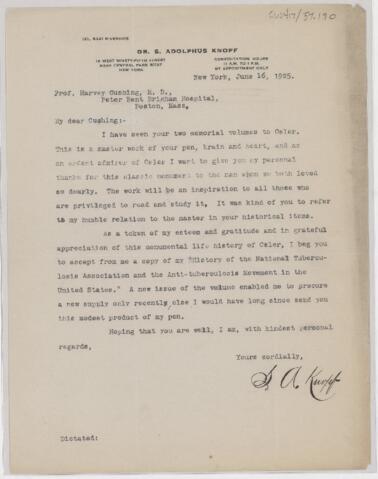 CUS417/57.190
TEL. 8421 RIVERSIDE
DR. S. ADOLPHUS KNOPF
16 WEST NINETY-FIFTH STREET
NEAR CENTRAL PARK WEST
NEW YORK
CONSULTATION HOURS
11 A.M. TO 1 P.M.
BY APPOINTMENT ONLY
New York, June 16, 1925.
Prof. Harvey Cushing, M. D.,
Peter Bent Brigham Hospital,
Boston, Mass.
My dear Cushing:-
I have seen your two memorial volumes to Osler.
This is a master work of your pen, brain and heart, and as
an ardent admirer of Osler I want to give you my personal
thanks for this classic monument to the man whom we both loved
so dearly. The work will be an inspiration to all those who
are privileged to read and study it. It was kind of you to refer
to my humble relation to the master in your historical items.
As a token of my esteem and gratitude and in grateful
appreciation of this monumental life history of Osler, I beg you
to accept from me a copy of my "History of the National Tubercu-
losis Association and the Anti-tuberculosis Movement in the
United States." A new issue of the volume enabled me to procure
a new supply only recently, else I would have long since send you
this modest product of my pen.
Hoping that you are well, I am, with kindest personal
regards,
Yours cordially,
S. A. Knopf
Dictated: